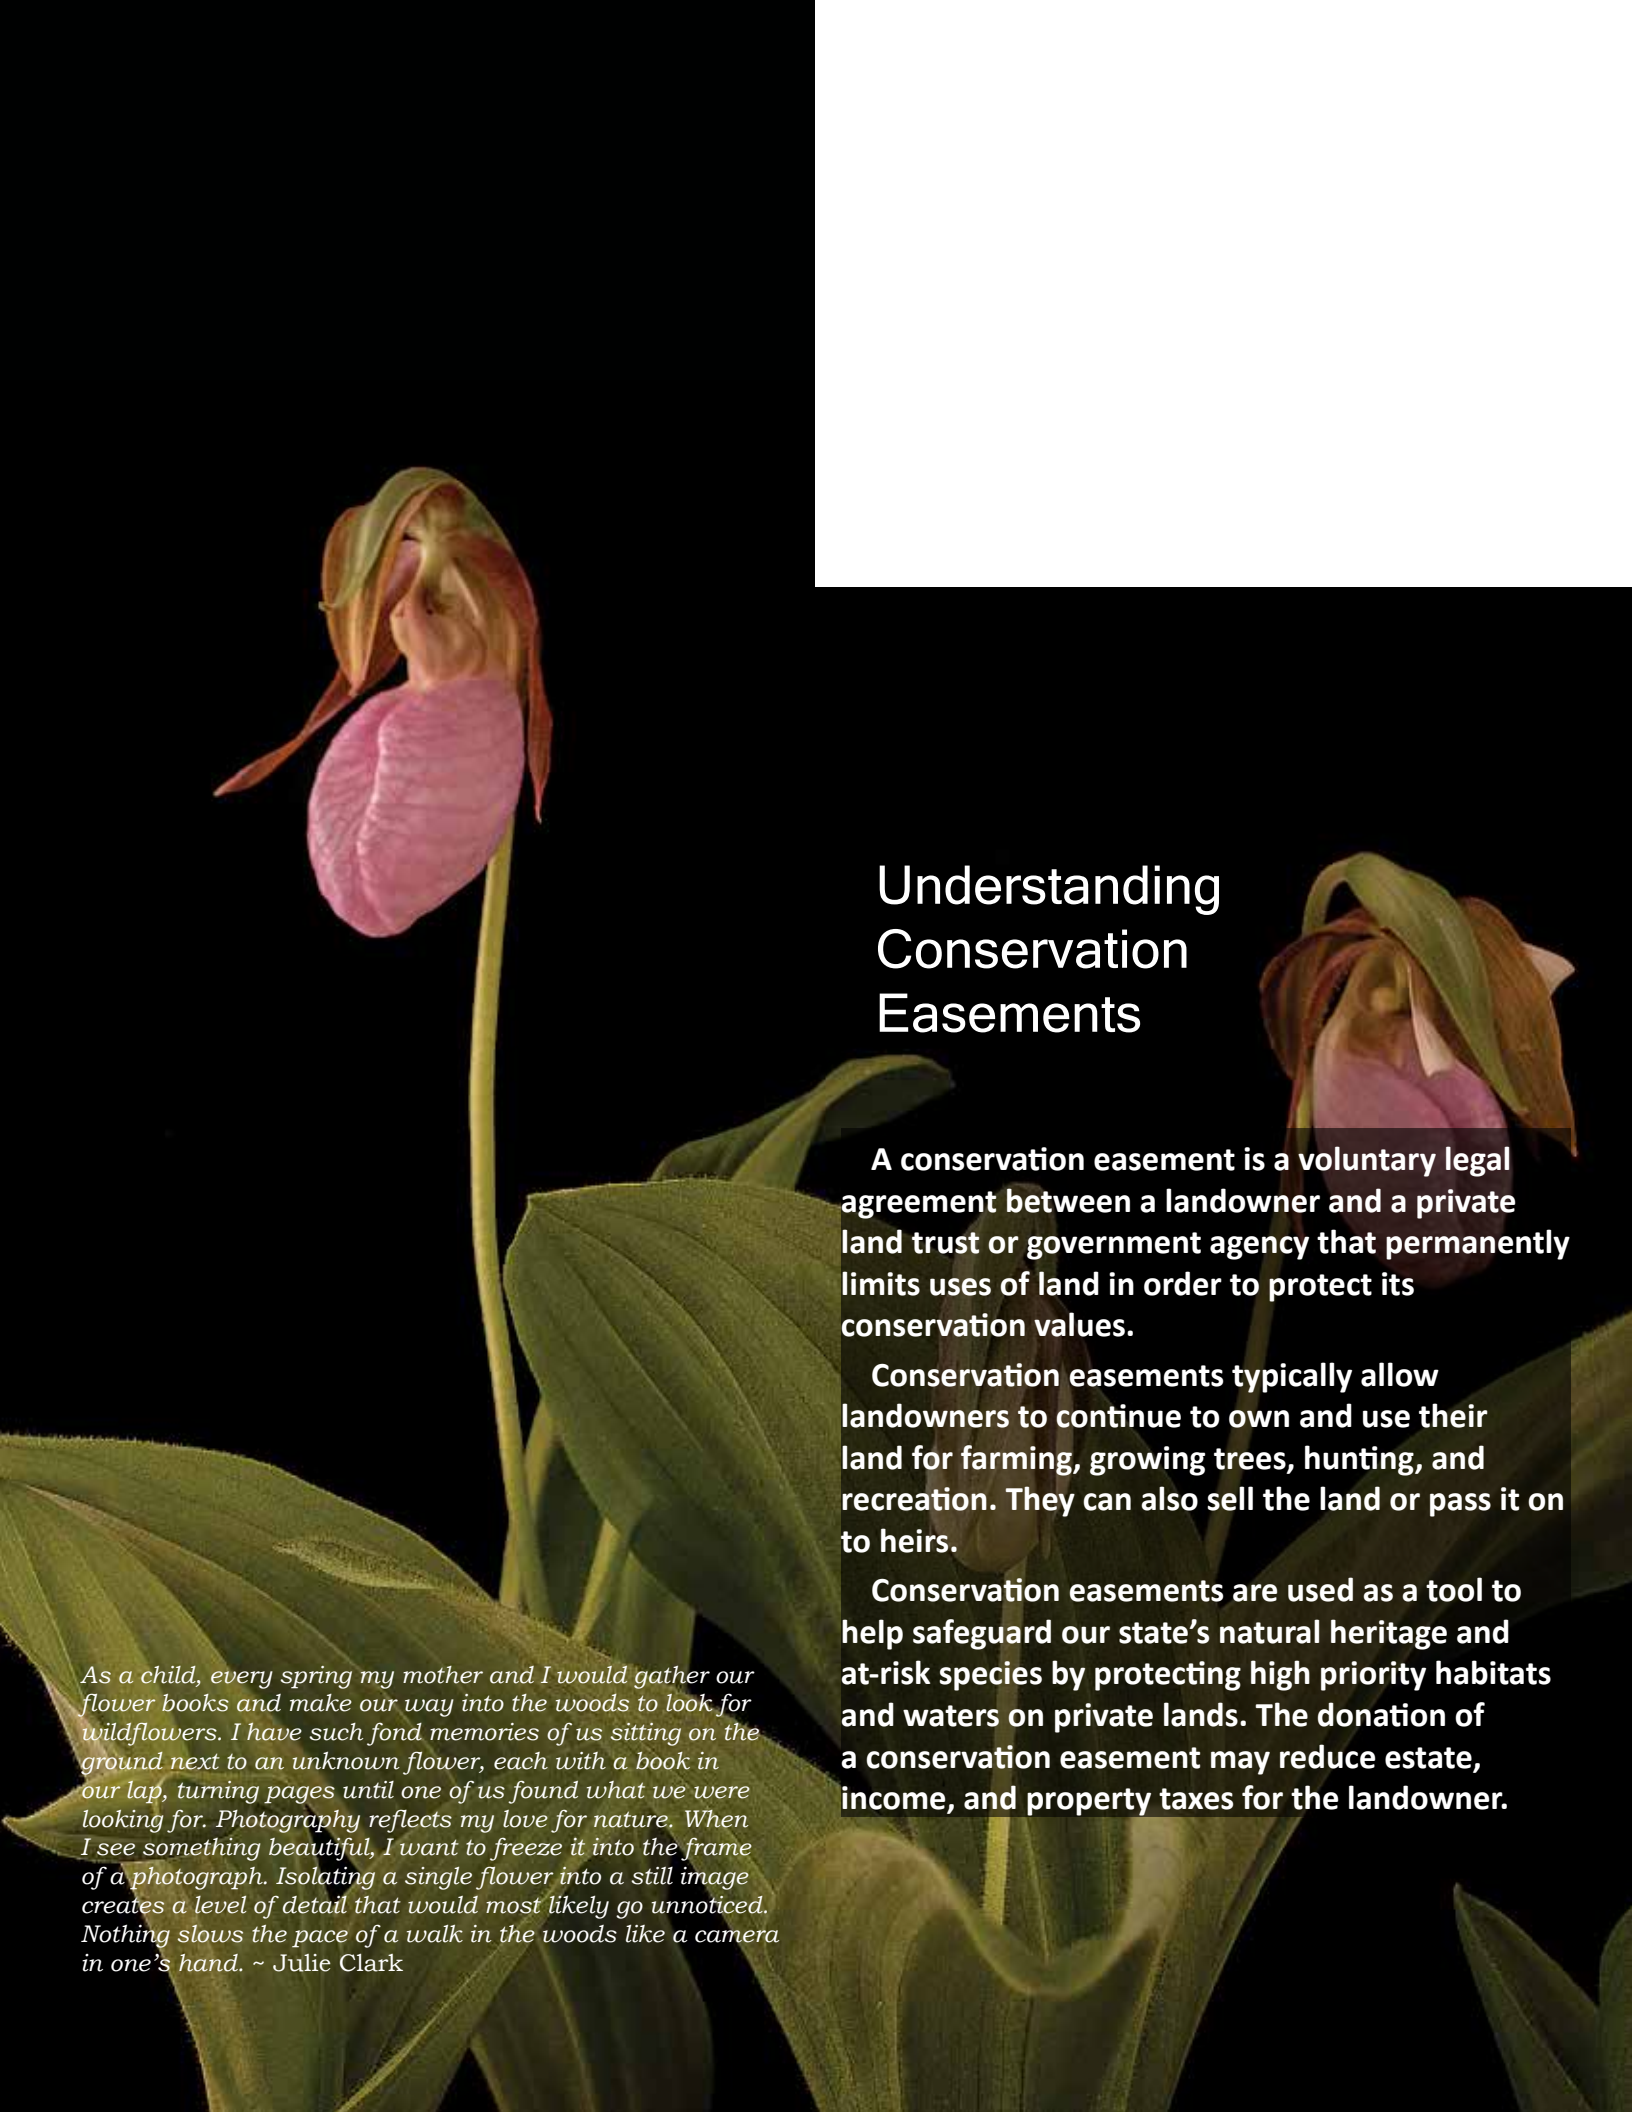 Understanding
Conservation
Easements
A conservation easement is a voluntary legal
agreement between a landowner and a private
land trust or government agency that permanently
limits uses of land in order to protect its
conservation values.
Conservation easements typically allow
landowners to continue to own and use their
land for farming, growing trees, hunting, and
recreation. They can also sell the land or pass it on
to heirs.
Conservation easements are used as a tool to
help safeguard our state’s natural heritage and
at-risk species by protecting high priority habitats
and waters on private lands. The donation of
a conservation easement may reduce estate,
income, and property taxes for the landowner.
As a child, every spring my mother and I would gather our
flower books and make our way into the woods to look for
wildflowers. I have such fond memories of us sitting on the
ground next to an unknown flower, each with a book in
our lap, turning pages until one of us found what we were
looking for. Photography reflects my love for nature. When
I see something beautiful, I want to freeze it into the frame
of a photograph. Isolating a single flower into a still image
creates a level of detail that would most likely go unnoticed.
Nothing slows the pace of a walk in the woods like a camera
in one’s hand. ~ Julie Clark